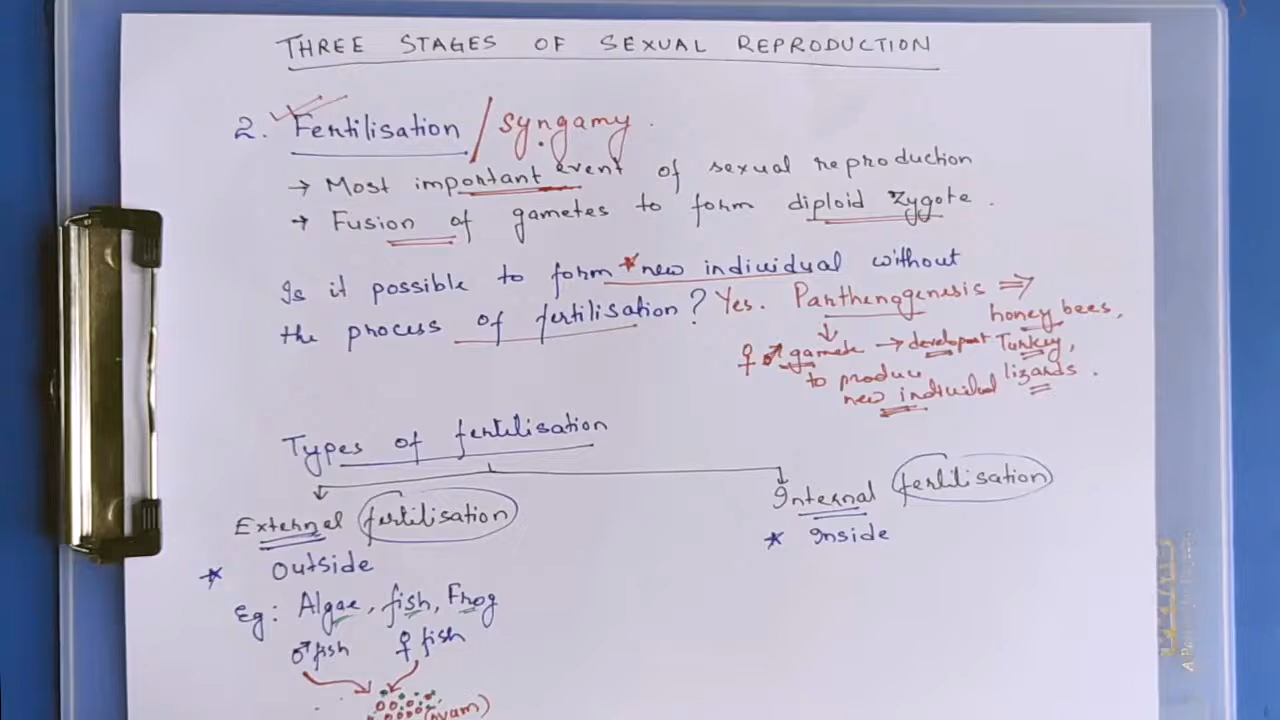 THREE STAGES OF SEXUAL REPRODUCTION
2. Fertilisation / Syngamy.
→ Most important event of sexual reproduction
→ Fusion of gametes to form diploid zygote.
Is it possible to form *new individual without
the process of fertilisation? Yes. Parthenogenesis ⇒
honey bees,
Turkey,
lizards.
♀ ♂ gamete → developmt
to produce
new individual
Types of fertilisation
External fertilisation
* Outside
Eg: Algae, fish, Frog
♂ fish ♀ fish
Internal fertilisation
* Inside